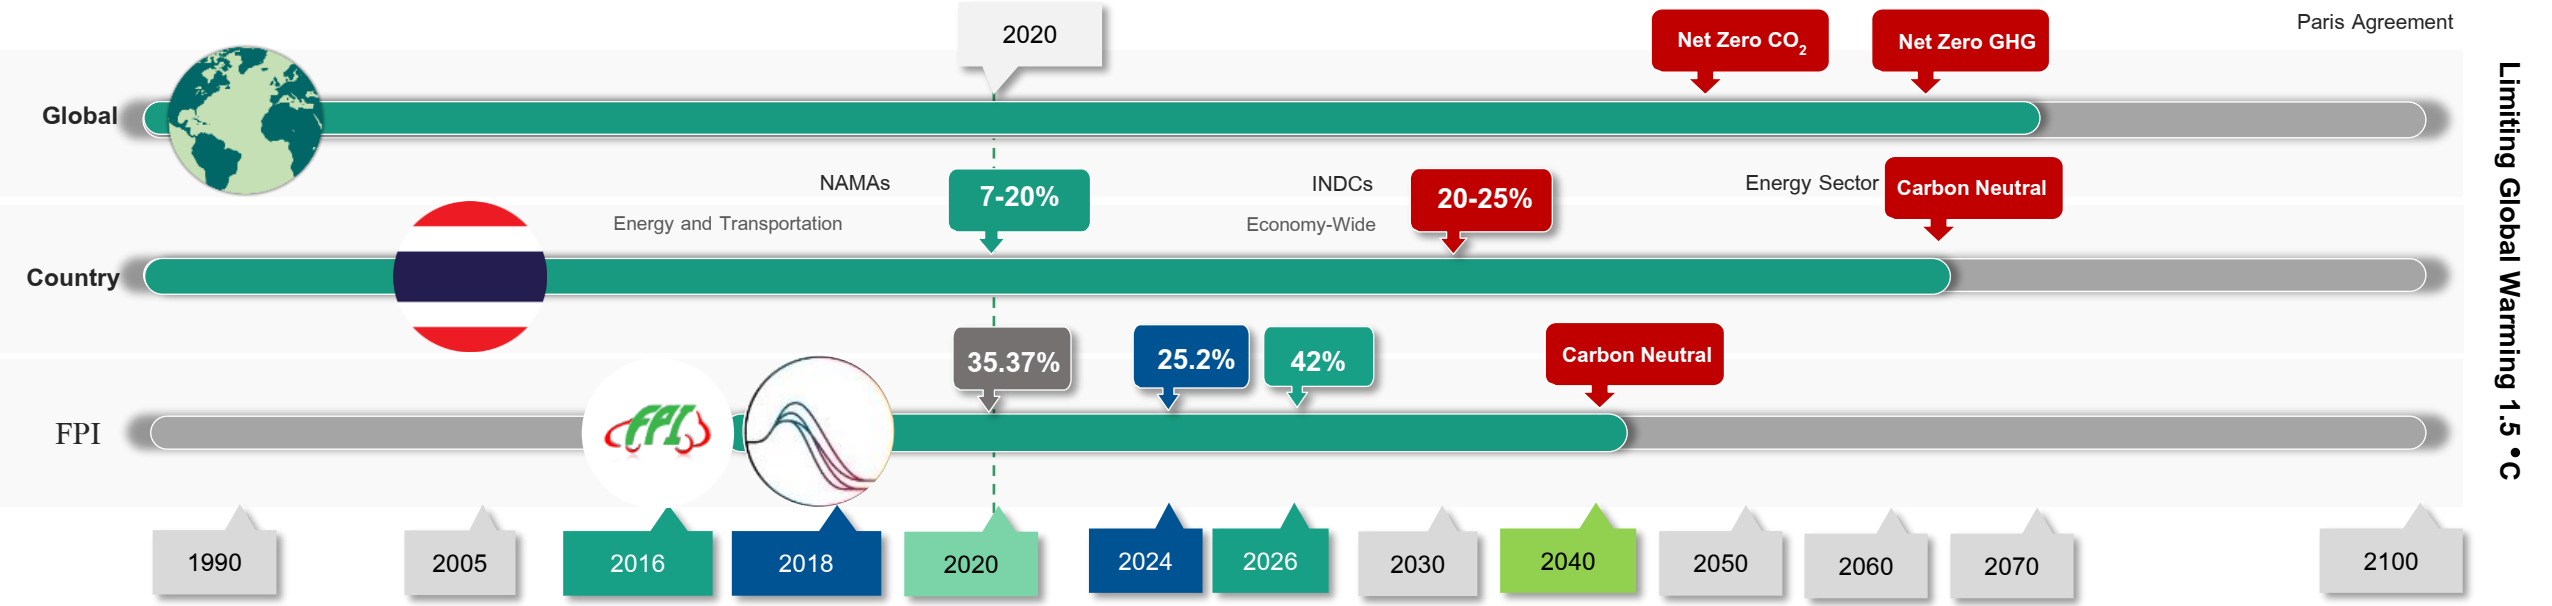 2020
Net Zero CO2
Net Zero GHG
Paris Agreement
Global
NAMAs
7-20%
INDCs
20-25%
Energy Sector
Carbon Neutral
Energy and Transportation
Economy-Wide
Country
35.37%
25.2%
42%
Carbon Neutral
FPI
FPI
1990
2005
2016
2018
2020
2024
2026
2030
2040
2050
2060
2070
2100
Limiting Global Warming 1.5 •C